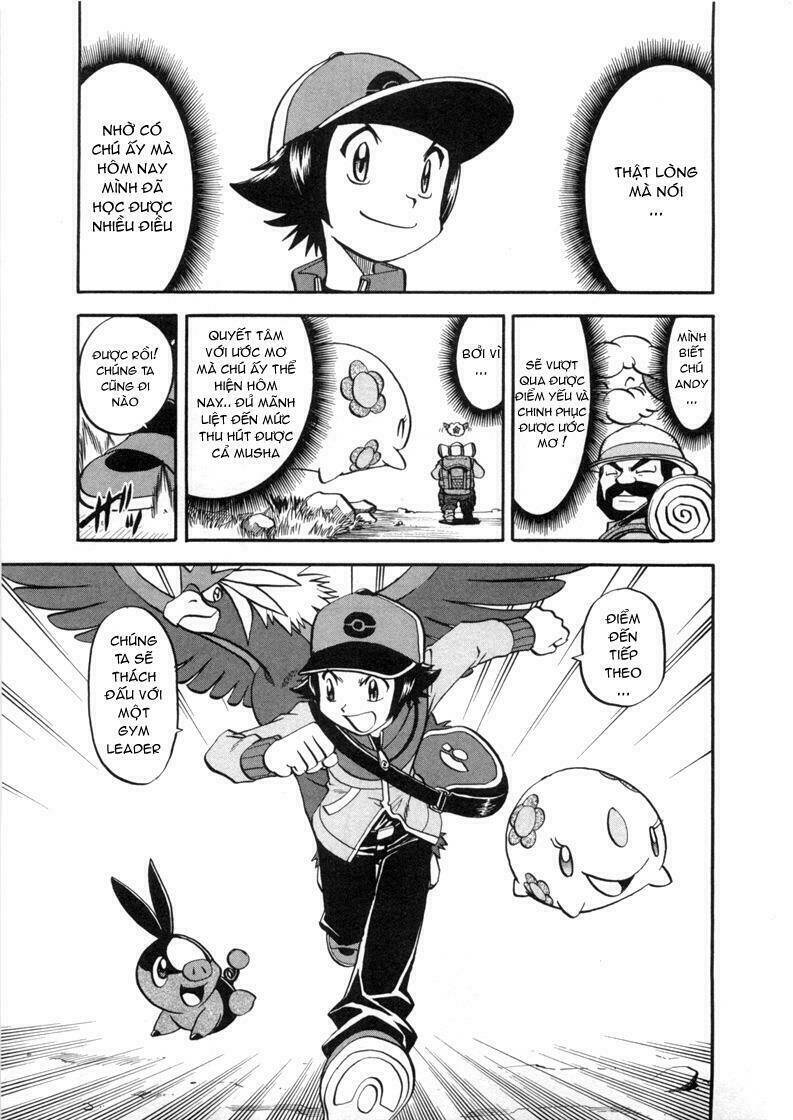 THẬT LÒNG
MÀ NÓI
...
NHỜ CÓ
CHÚ ẤY MÀ
HÔM NAY
MÌNH ĐÃ
HỌC ĐƯỢC
NHIỀU ĐIỀU
MÌNH
BIẾT CHÚ
ANDY
...
SẼ VƯỢT
QUA ĐƯỢC
ĐIỂM YẾU VÀ
CHINH PHỤC
ĐƯỢC ƯỚC
MƠ !
BỞI VÌ
...
QUYẾT TÂM
VỚI ƯỚC MƠ
MÀ CHÚ ẤY THỂ
HIỆN HÔM
NAY.. ĐỦ MÃNH
LIỆT ĐẾN MỨC
THU HÚT ĐƯỢC
CẢ MUSHA
ĐƯỢC RỒI!
CHÚNG TA
CŨNG ĐI
NÀO
ĐIỂM
ĐẾN
TIẾP
THEO
...
CHÚNG
TA SẼ
THÁCH
ĐẤU VỚI
MỘT
GYM
LEADER